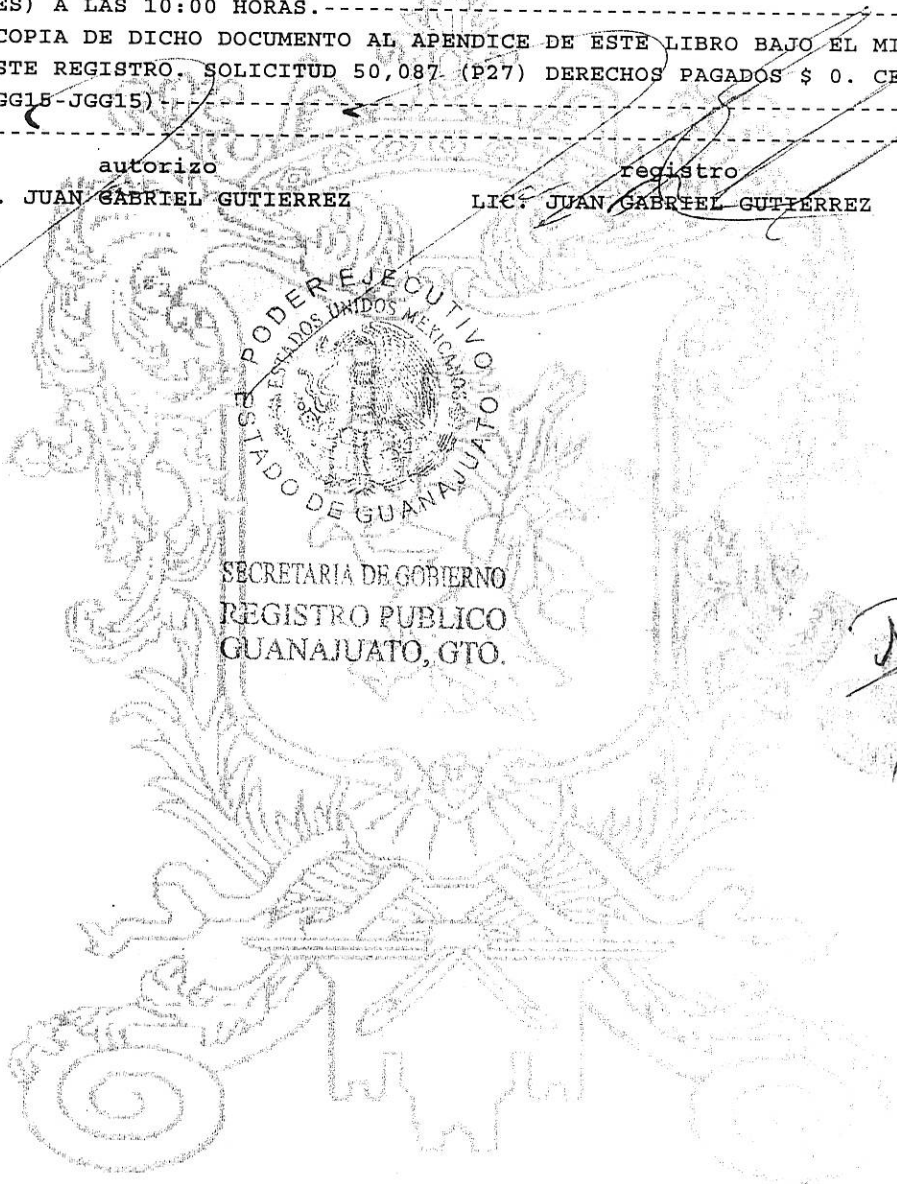 ES) A LAS 10:00 HORAS.---------------------------------------------------
COPIA DE DICHO DOCUMENTO AL APENDICE DE ESTE LIBRO BAJO EL MI
STE REGISTRO. SOLICITUD 50,087 (P27) DERECHOS PAGADOS $ 0. CE
GG15-JGG15)--------------------------------------------------------------
autorizo registro
. JUAN GABRIEL GUTIERREZ LIC. JUAN GABRIEL GUTIERREZ
PODER EJECUTIVO
ESTADOS UNIDOS MEXICANOS
ESTADO DE GUANAJUATO
SECRETARIA DE GOBIERNO
REGISTRO PUBLICO
GUANAJUATO, GTO.